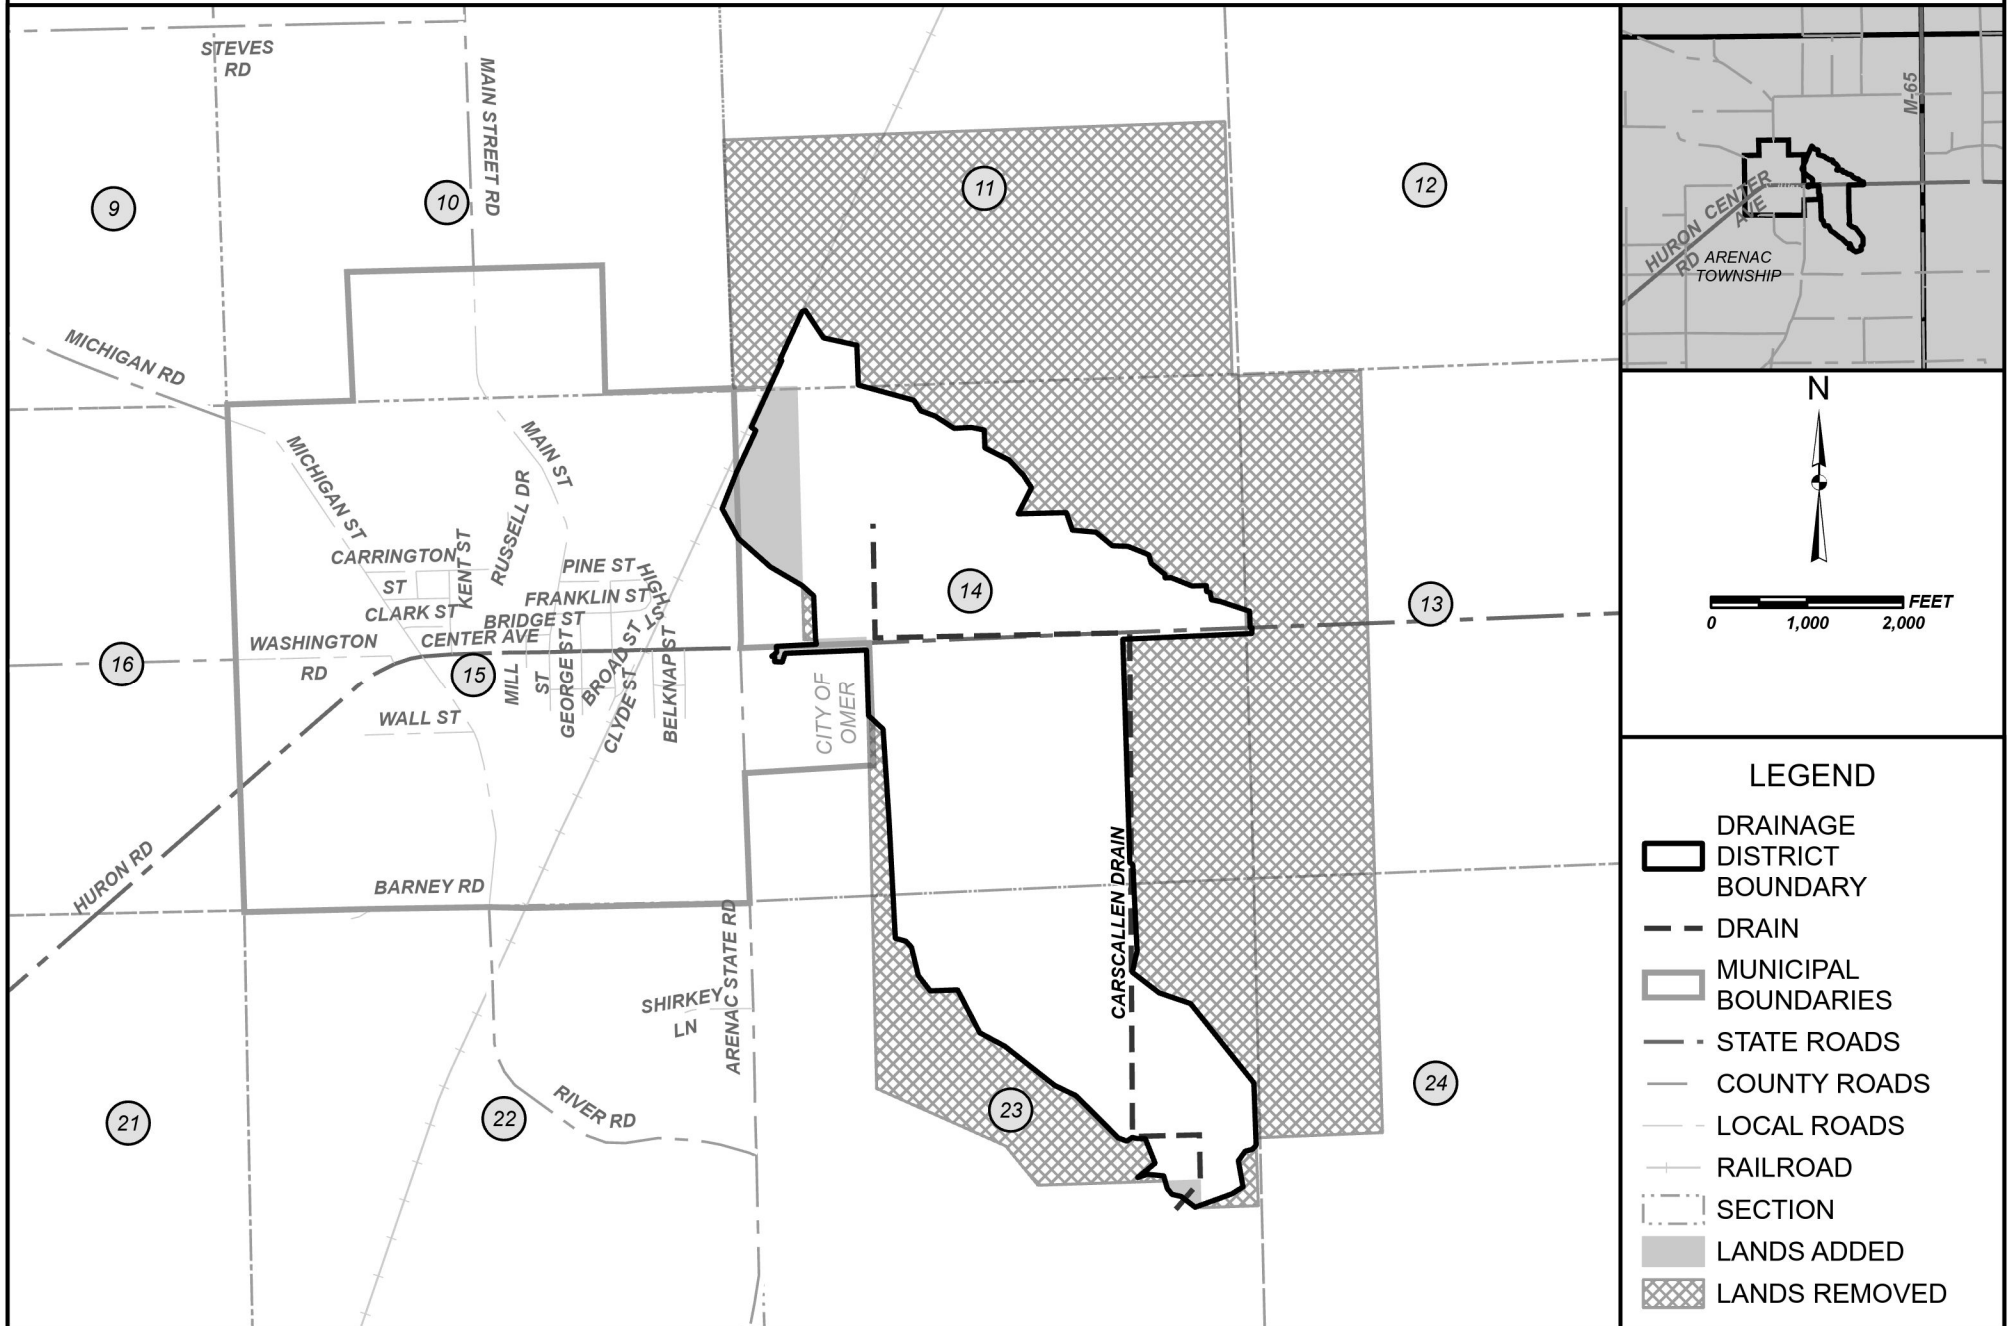 STEVES
RD
MAIN STREET RD
9
10
11
12
MICHIGAN RD
MICHIGAN ST
MAIN ST
RUSSELL DR
KENT ST
CARRINGTON
ST
CLARK ST
PINE ST
HIGH
ST
FRANKLIN ST
BRIDGE ST
CENTER AVE
WASHINGTON
RD
14
13
16
15
MILL
ST
GEORGE ST
BROAD ST
CLYDE ST
BELKNAP ST
WALL ST
CITY OF
OMER
HURON RD
BARNEY RD
CARSCALLEN DRAIN
ARENAC STATE RD
SHIRKEY
LN
RIVER RD
21
22
23
24
M-65
HURON
RD
CENTER
AVE
ARENAC
TOWNSHIP
N
FEET
0 1,000 2,000
LEGEND
DRAINAGE
DISTRICT
BOUNDARY
DRAIN
MUNICIPAL
BOUNDARIES
STATE ROADS
COUNTY ROADS
LOCAL ROADS
RAILROAD
SECTION
LANDS ADDED
LANDS REMOVED